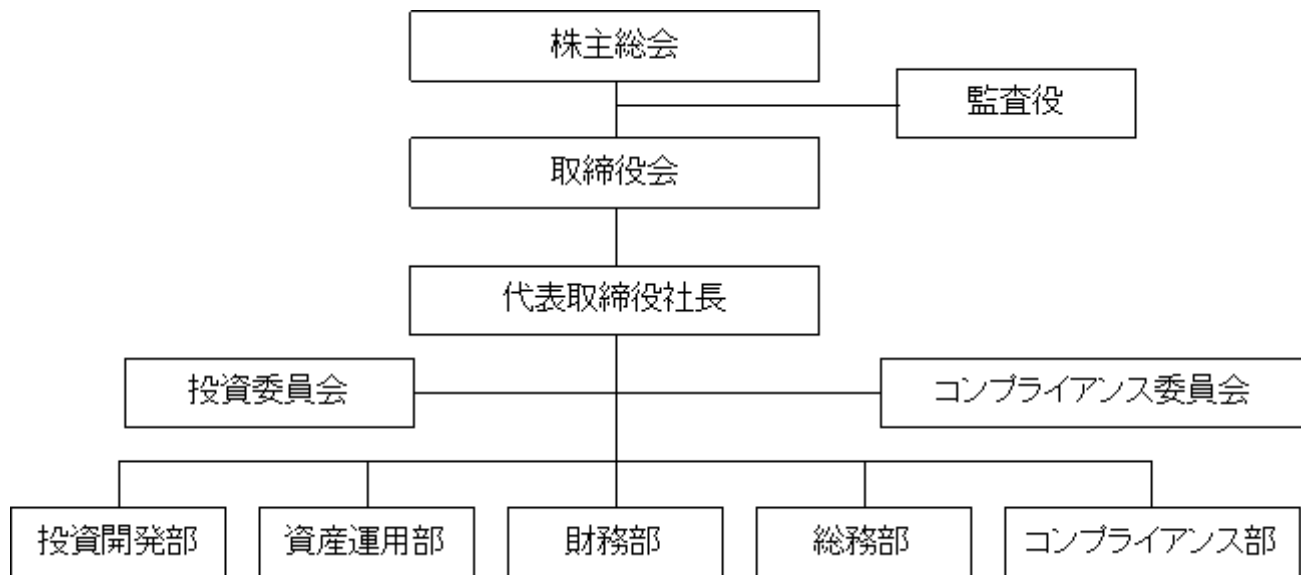 株主総会
監査役
取締役会
代表取締役社長
投資委員会
コンプライアンス委員会
投資開発部
資産運用部
財務部
総務部
コンプライアンス部